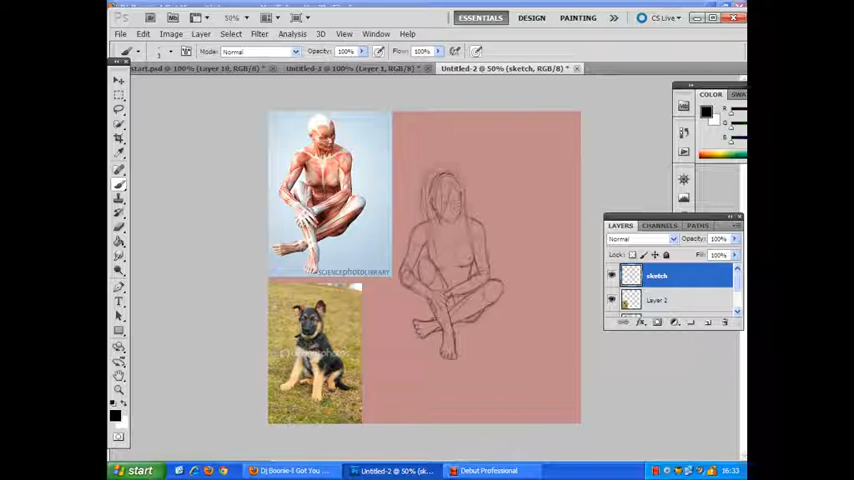 Ps
50%
ESSENTIALS
DESIGN
PAINTING
CS Live
File Edit Image Layer Select Filter Analysis 3D View Window Help
Mode: Normal Opacity: 100% Flow: 100%
start.psd @ 100% (Layer 10, RGB/8) *
Untitled-1 @ 100% (Layer 1, RGB/8) *
Untitled-2 @ 50% (sketch, RGB/8) *
COLOR
R
G
B
SCIENCEphotoLIBRARY
LAYERS CHANNELS PATHS
Normal Opacity: 100%
Lock: Fill: 100%
sketch
Layer 2
start
Dj Boonie-I Got You ...
Untitled-2 @ 50% (sk...
Debut Professional
16:33